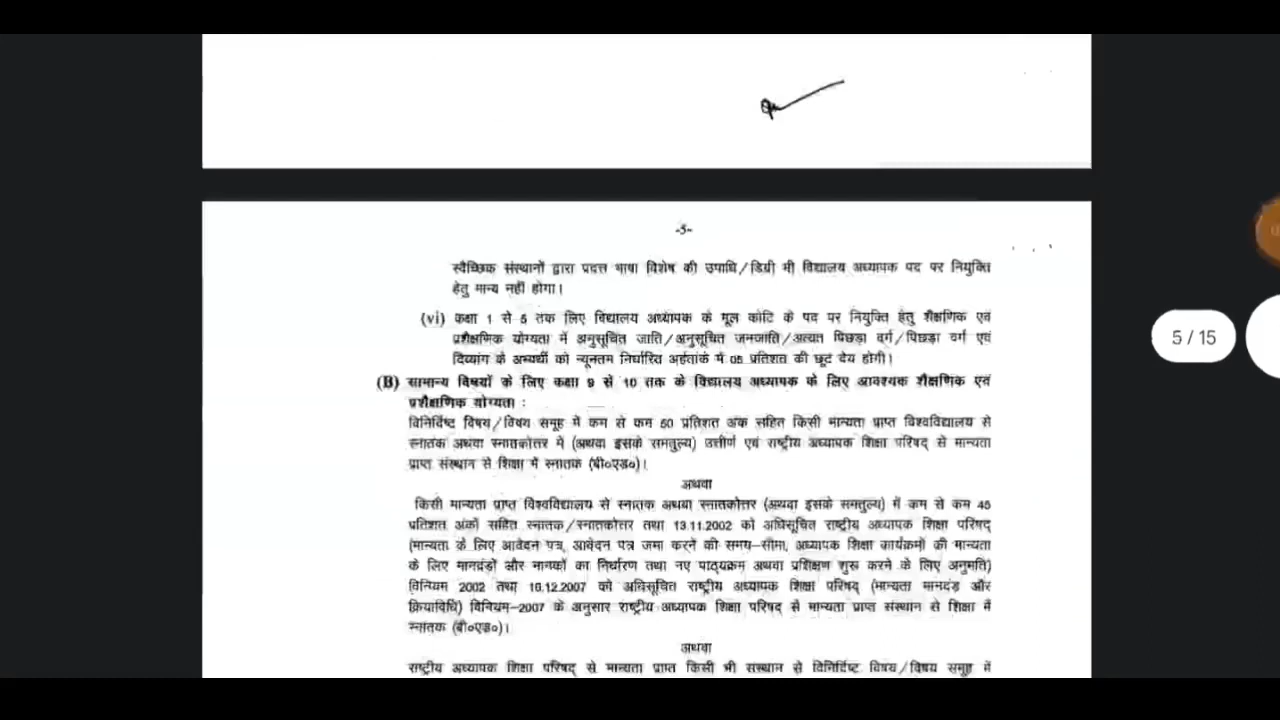 -5-
स्वैच्छिक संस्थानों द्वारा प्रदत्त भाषा विशेष की उपाधि/डिग्री भी विद्यालय अध्यापक पद पर नियुक्ति
हेतु मान्य नहीं होगा।
(vi) कक्षा 1 से 5 तक लिए विद्यालय अध्यापक के मूल कोटि के पद पर नियुक्ति हेतु शैक्षणिक एवं
प्रशैक्षणिक योग्यता में अनुसूचित जाति/अनुसूचित जनजाति/अत्यंत पिछड़ा वर्ग/पिछड़ा वर्ग एवं
दिव्यांग के अभ्यर्थी को न्यूनतम निर्धारित अर्हतांक में 05 प्रतिशत की छूट देय होगी।
(B) सामान्य विषयों के लिए कक्षा 9 से 10 तक के विद्यालय अध्यापक के लिए आवश्यक शैक्षणिक एवं
प्रशैक्षणिक योग्यता :
विनिर्दिष्ट विषय/विषय समूह में कम से कम 50 प्रतिशत अंक सहित किसी मान्यता प्राप्त विश्वविद्यालय से
स्नातक अथवा स्नातकोत्तर में (अथवा इसके समतुल्य) उत्तीर्ण एवं राष्ट्रीय अध्यापक शिक्षा परिषद् से मान्यता
प्राप्त संस्थान से शिक्षा में स्नातक (बी०एड०)।
अथवा
किसी मान्यता प्राप्त विश्वविद्यालय से स्नातक अथवा स्नातकोत्तर (अथवा इसके समतुल्य) में कम से कम 45
प्रतिशत अंकों सहित स्नातक/स्नातकोत्तर तथा 13.11.2002 को अधिसूचित राष्ट्रीय अध्यापक शिक्षा परिषद्
(मान्यता के लिए आवेदन पत्र, आवेदन पत्र जमा करने की समय-सीमा, अध्यापक शिक्षा कार्यक्रमों की मान्यता
के लिए मानदंडों और मानकों का निर्धारण तथा नए पाठ्यक्रम अथवा प्रशिक्षण शुरू करने के लिए अनुमति)
विनियम 2002 तथा 10.12.2007 को अधिसूचित राष्ट्रीय अध्यापक शिक्षा परिषद् (मान्यता मानदंड और
क्रियाविधि) विनियम-2007 के अनुसार राष्ट्रीय अध्यापक शिक्षा परिषद् से मान्यता प्राप्त संस्थान से शिक्षा में
स्नातक (बी०एड०)।
अथवा
राष्ट्रीय अध्यापक शिक्षा परिषद् से मान्यता प्राप्त किसी भी संस्थान से विनिर्दिष्ट विषय/विषय समूह में
5 / 15